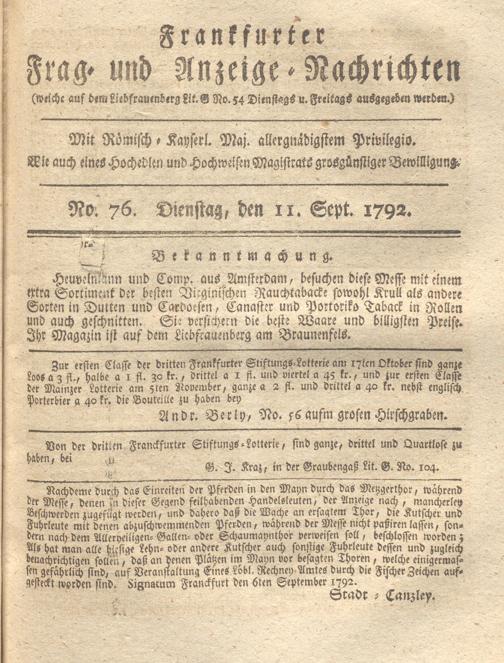 Frankfurter
Frag- und Anzeige-Nachrichten
(welche auf dem Liebfrauenberg Lit. G No. 54 Dienstags u. Freitags ausgegeben werden.)
Mit Römisch-Kayserl. Maj. allergnädigstem Privilegio.
Wie auch eines Hochedlen und Hochweisen Magistrats grosgünstiger Bewilligung.
No. 76. Dienstag, den 11. Sept. 1792.
Bekanntmachung.
Heuvelmann und Comp. aus Amsterdam, besuchen diese Messe mit einem
extra Sortiment der besten Virginischen Rauchtabacke sowohl Krull als andere
Sorten in Dutten und Cardoesen, Canaster und Portoriko Taback in Rollen
und auch geschnitten. Sie versichern die beste Waare und billigsten Preise.
Ihr Magazin ist auf dem Liebfrauenberg am Braunenfels.
Zur ersten Classe der dritten Frankfurter Stiftungs-Lotterie am 17ten Oktober sind ganze
Loos a 3 fl., halbe a 1 fl. 30 kr., drittel a 1 fl. und viertel a 45 kr., und zur ersten Classe
der Mainzer Lotterie am 5ten November, ganze a 2 fl. und drittel a 40 kr. nebst englisch
Porterbier a 40 kr. die Bouteille zu haben bey
Andr. Berly, No. 56 aufm grosen Hirschgraben.
Von der dritten Franckfurter Stiftungs-Lotterie, sind ganze, drittel und Quartlose zu
haben, bei
G. J. Kraz, in der Graubengaß Lit. G. No. 104.
Nachdeme durch das Einreiten der Pferden in den Mayn durch das Mezgerthor, während
der Messe, denen in dieser Gegend feilhabenden Handelsleuten, der Anzeige nach, mancherley
Beschwerden zugefügt werden, und dahero daß die Wache an ersagtem Thor, die Kutscher und
Fuhrleute mit denen abzuschwemmenden Pferden, während der Messe nicht paßiren lassen, son-
dern nach dem Allerheiligen- Gallen- oder Schaumaynthor verweisen soll, beschlossen worden;
Als hat man alle hiesige Lehn- oder andere Kutscher auch sonstige Fuhrleute dessen und zugleich
benachrichtigen sollen, daß an denen Pläzen im Mayn vor besagten Thoren, welche einigermas-
sen gefährlich sind, auf Veranstaltung Eines Löbl. Rechney-Amtes durch die Fischer Zeichen auf-
gesteckt worden sind. Signatum Franckfurt den 6ten September 1792.
Stadt-Canzley.